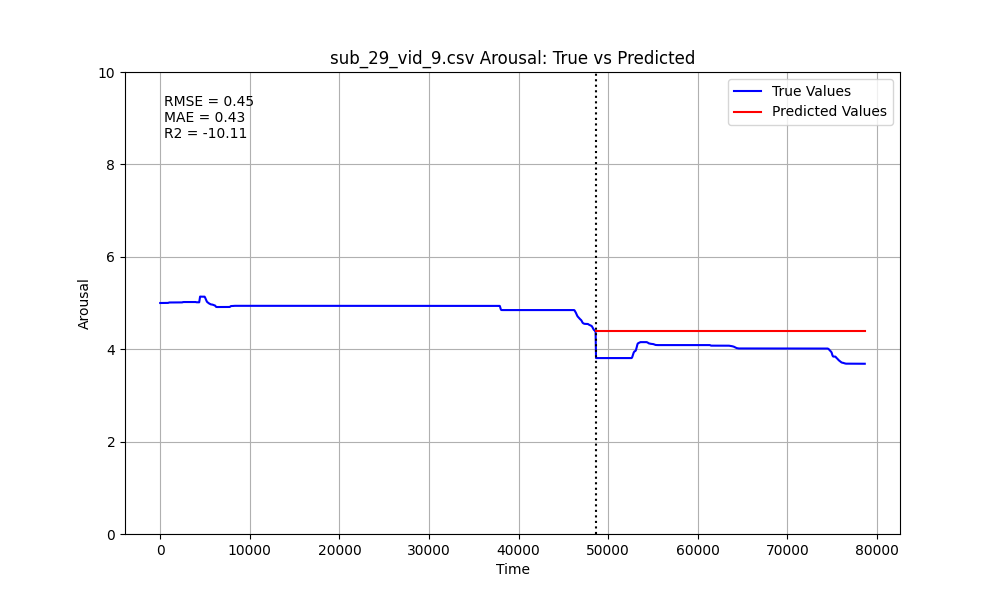 sub_29_vid_9.csv Arousal: True vs Predicted
RMSE = 0.45
MAE = 0.43
R2 = -10.11
True Values
Predicted Values
Arousal
10
8
6
4
2
0
0 10000 20000 30000 40000 50000 60000 70000 80000
Time